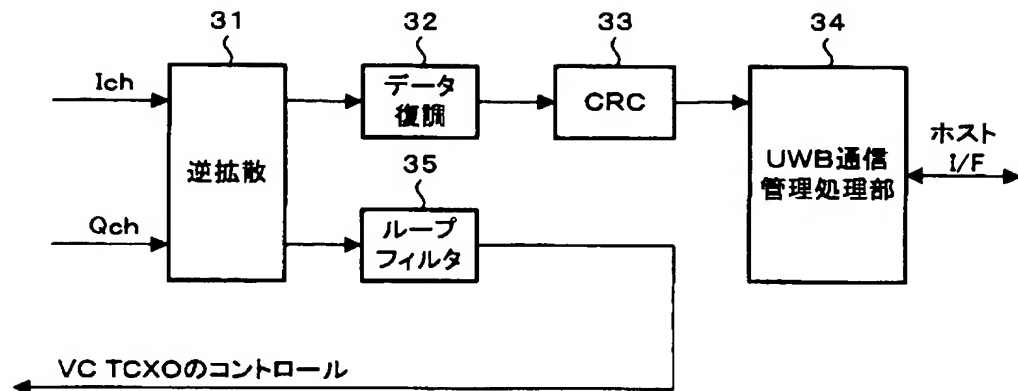 31
32
33
34
Ich
データ
復調
CRC
ホスト
I/F
逆拡散
UWB通信
管理処理部
35
Qch
ループ
フィルタ
VC TCXOのコントロール